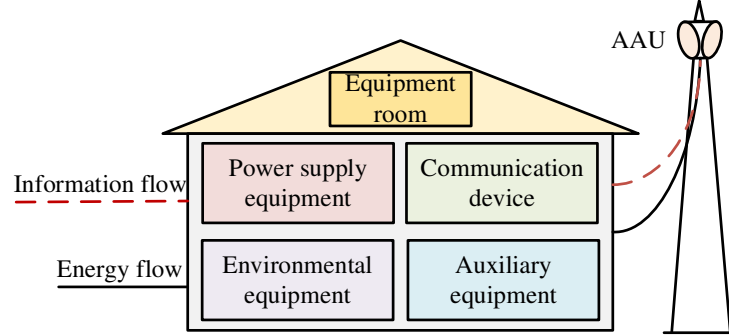 AAU
Equipment
room
Power supply
equipment
Communication
device
Information flow
Energy flow
Environmental
equipment
Auxiliary
equipment